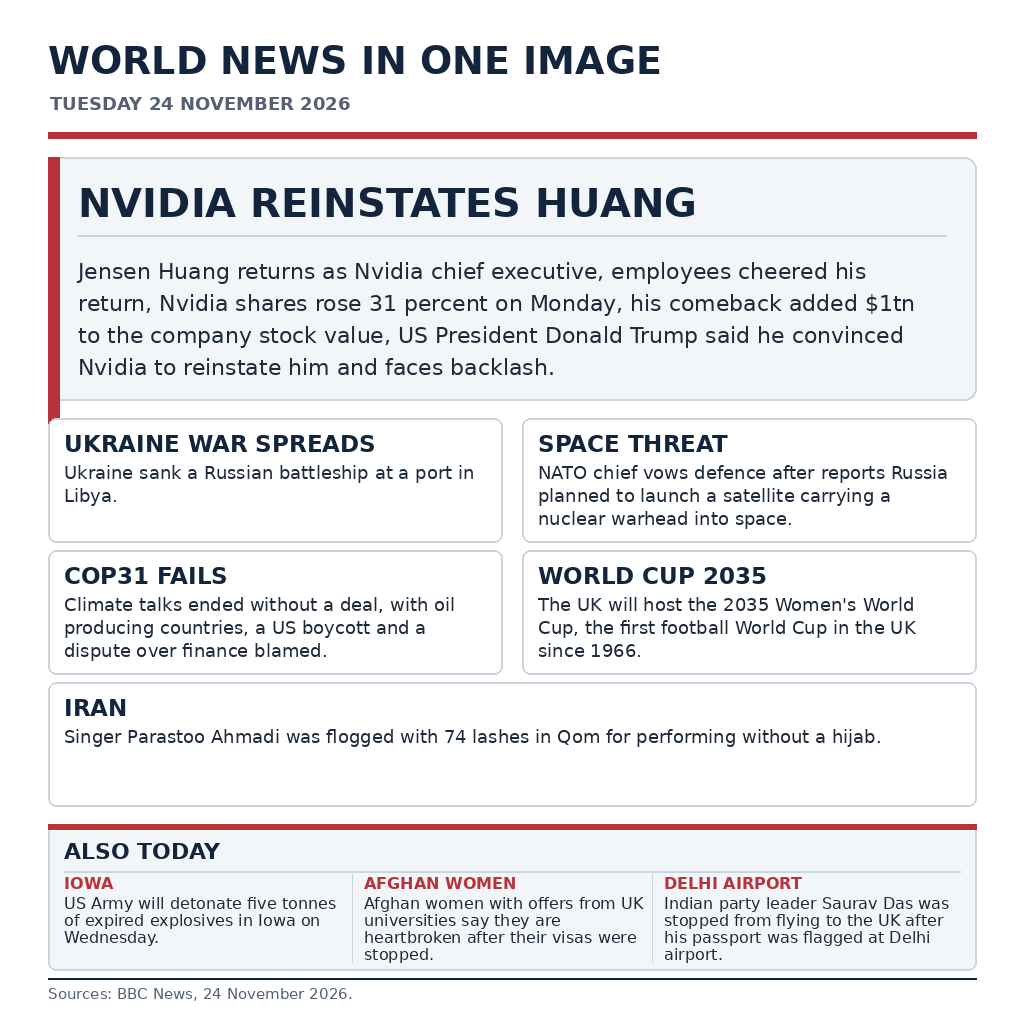 WORLD NEWS IN ONE IMAGE
TUESDAY 24 NOVEMBER 2026
NVIDIA REINSTATES HUANG
Jensen Huang returns as Nvidia chief executive, employees cheered his
return, Nvidia shares rose 31 percent on Monday, his comeback added $1tn
to the company stock value, US President Donald Trump said he convinced
Nvidia to reinstate him and faces backlash.
UKRAINE WAR SPREADS
Ukraine sank a Russian battleship at a port in
Libya.
SPACE THREAT
NATO chief vows defence after reports Russia
planned to launch a satellite carrying a
nuclear warhead into space.
COP31 FAILS
Climate talks ended without a deal, with oil
producing countries, a US boycott and a
dispute over finance blamed.
WORLD CUP 2035
The UK will host the 2035 Women's World
Cup, the first football World Cup in the UK
since 1966.
IRAN
Singer Parastoo Ahmadi was flogged with 74 lashes in Qom for performing without a hijab.
ALSO TODAY
IOWA
US Army will detonate five tonnes
of expired explosives in Iowa on
Wednesday.
AFGHAN WOMEN
Afghan women with offers from UK
universities say they are
heartbroken after their visas were
stopped.
DELHI AIRPORT
Indian party leader Saurav Das was
stopped from flying to the UK after
his passport was flagged at Delhi
airport.
Sources: BBC News, 24 November 2026.